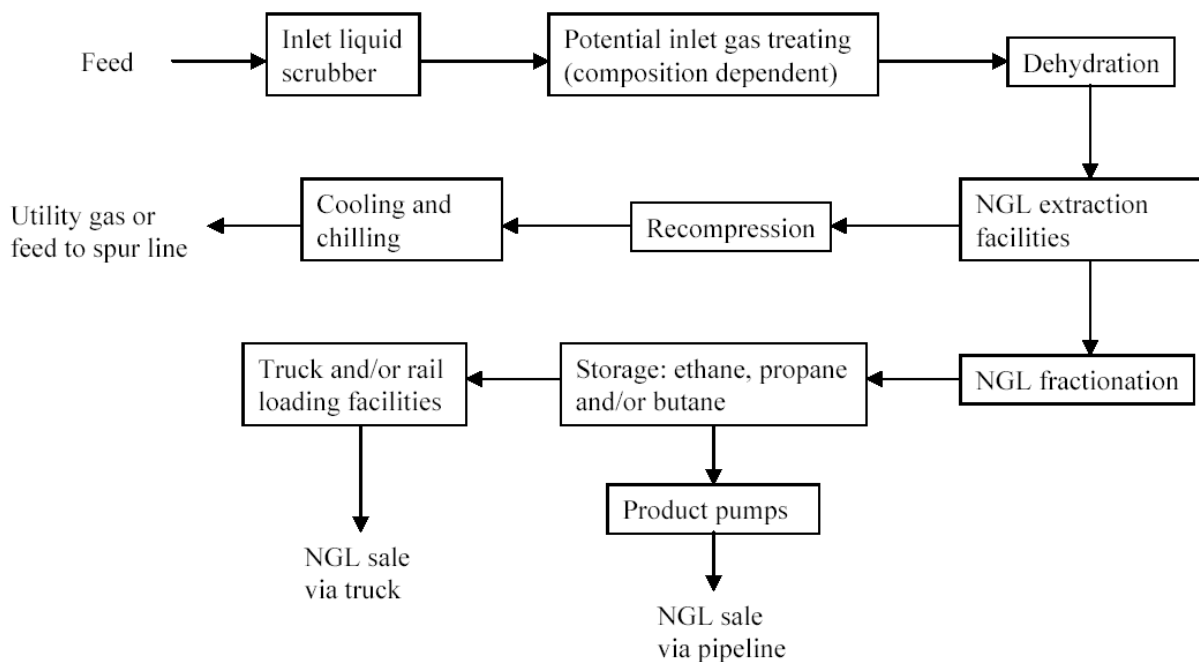 Feed
Inlet liquid
scrubber
Potential inlet gas treating
(composition dependent)
Dehydration
Utility gas or
feed to spur line
Cooling and
chilling
Recompression
NGL extraction
facilities
Truck and/or rail
loading facilities
Storage: ethane, propane
and/or butane
NGL fractionation
Product pumps
NGL sale
via truck
NGL sale
via pipeline